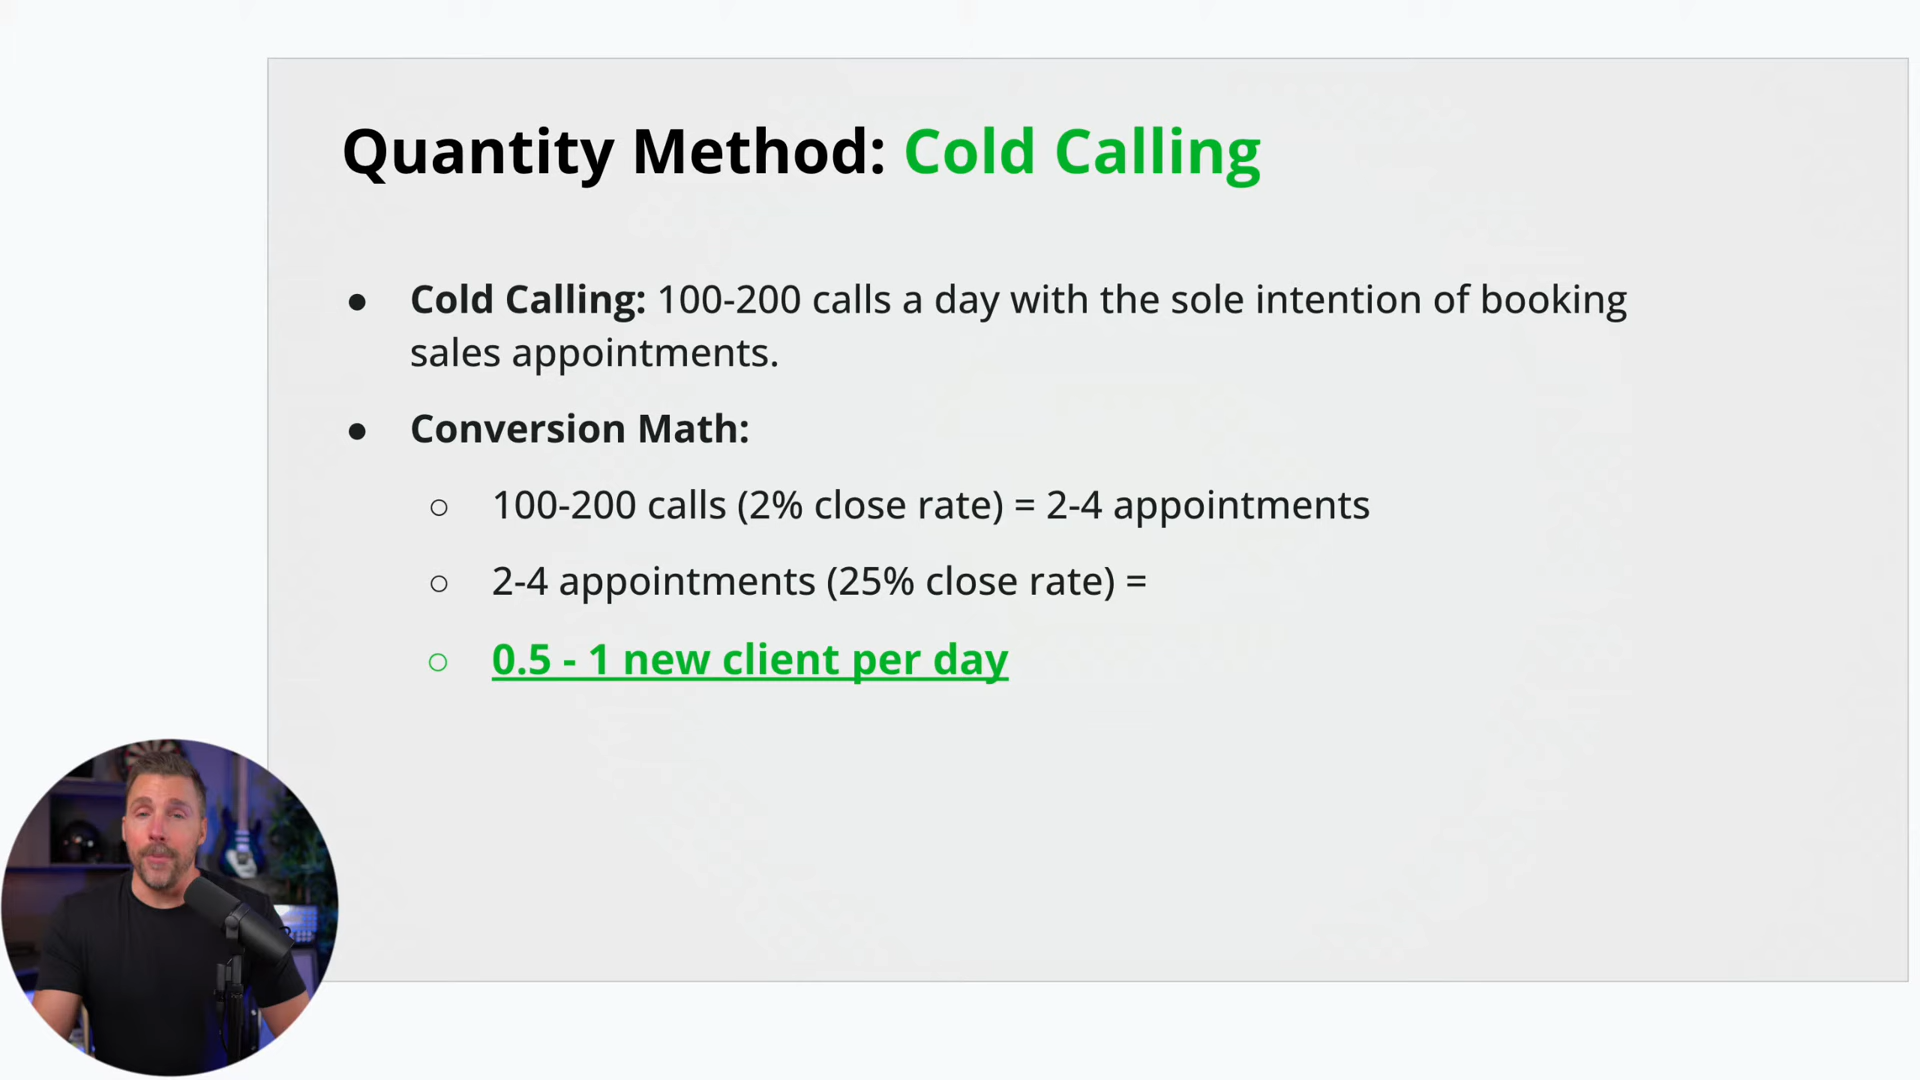 Quantity Method: Cold Calling
● Cold Calling: 100-200 calls a day with the sole intention of booking
sales appointments.
● Conversion Math:
○ 100-200 calls (2% close rate) = 2-4 appointments
○ 2-4 appointments (25% close rate) =
○ 0.5 - 1 new client per day